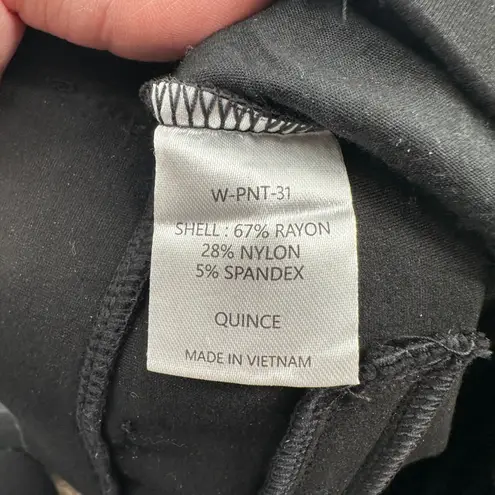 W-PNT-31
SHELL : 67% RAYON
28% NYLON
5% SPANDEX
QUINCE
MADE IN VIETNAM